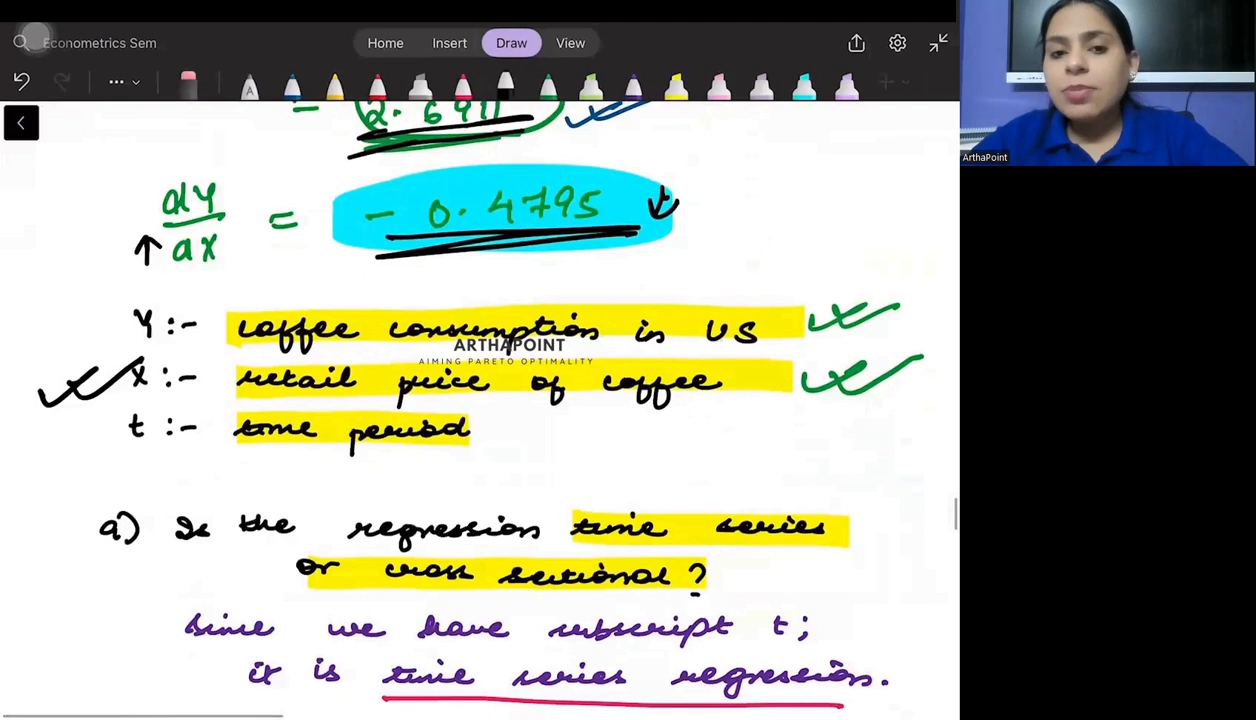 Econometrics Sem
Home Insert Draw View
ArthaPoint
= 2.6911
dY/dX = - 0.4795
Y :- coffee consumption in US
ARTHAPOINT
AIMING PARETO OPTIMALITY
X :- retail price of coffee
t :- time period
a) Is the regression time series
or cross sectional ?
Since we have subscript t;
it is time series regression.